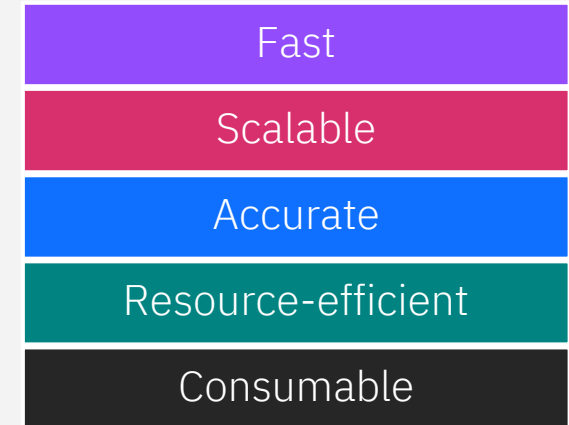 Fast
Scalable
Accurate
Resource-efficient
Consumable